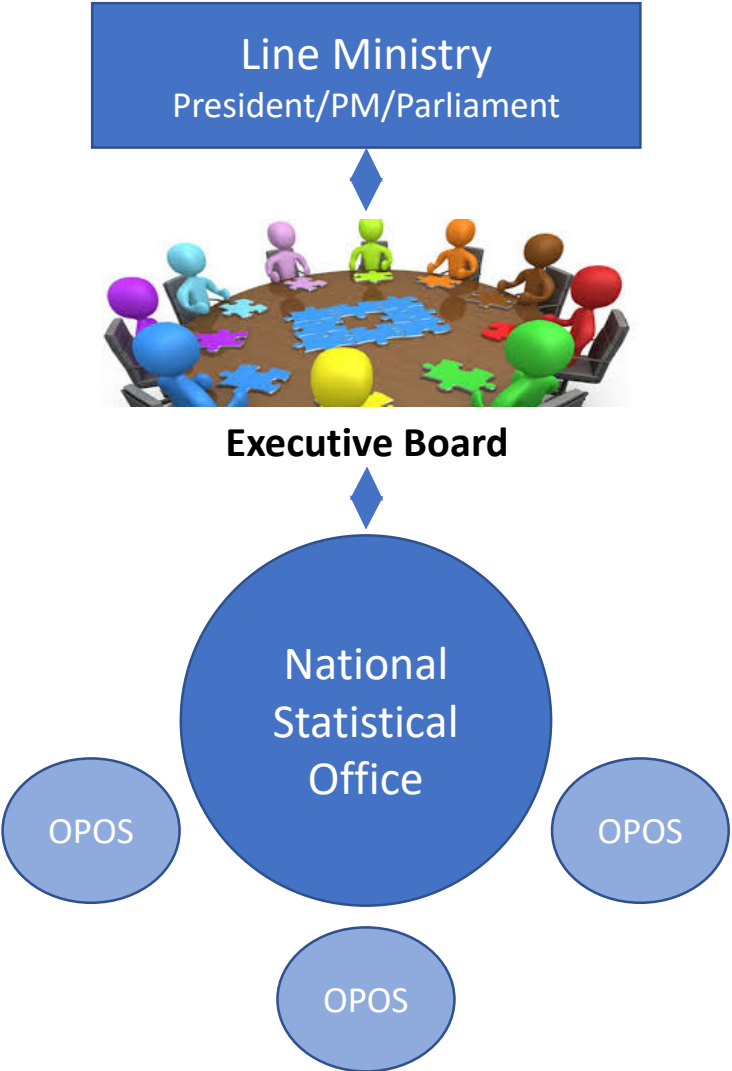 Line Ministry
President/PM/Parliament
Executive Board
National
Statistical
Office
OPOS
OPOS
OPOS